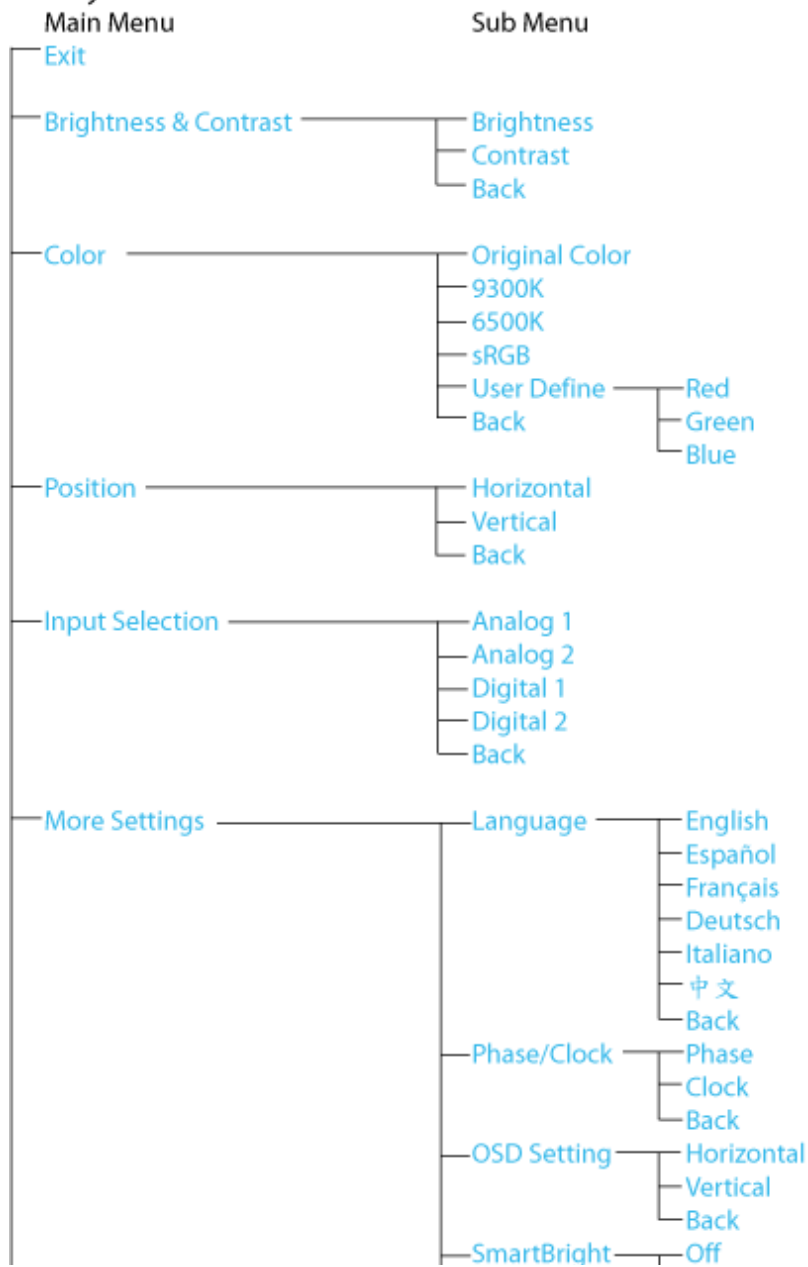 Main Menu Sub Menu
Exit
Brightness & Contrast Brightness
Contrast
Back
Color Original Color
9300K
6500K
sRGB
User Define Red
Back Green
Blue
Position Horizontal
Vertical
Back
Input Selection Analog 1
Analog 2
Digital 1
Digital 2
Back
More Settings Language English
Español
Français
Deutsch
Italiano
中文
Back
Phase/Clock Phase
Clock
Back
OSD Setting Horizontal
Vertical
Back
SmartBright Off